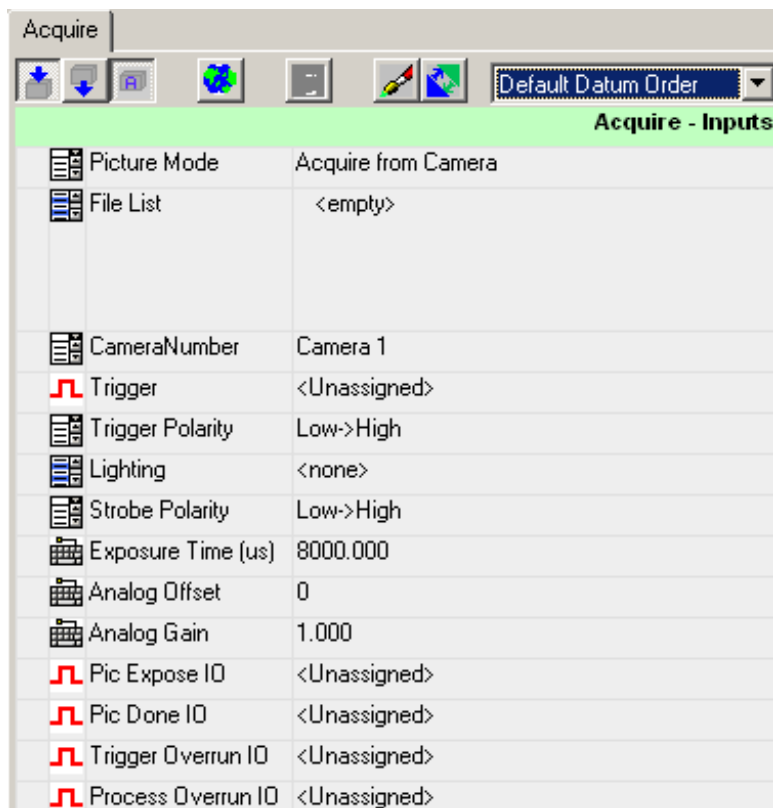 Acquire
A
Default Datum Order
Acquire - Inputs
Picture Mode Acquire from Camera
File List <empty>
CameraNumber Camera 1
Trigger <Unassigned>
Trigger Polarity Low->High
Lighting <none>
Strobe Polarity Low->High
Exposure Time (us) 8000.000
Analog Offset 0
Analog Gain 1.000
Pic Expose IO <Unassigned>
Pic Done IO <Unassigned>
Trigger Overrun IO <Unassigned>
Process Overrun IO <Unassigned>